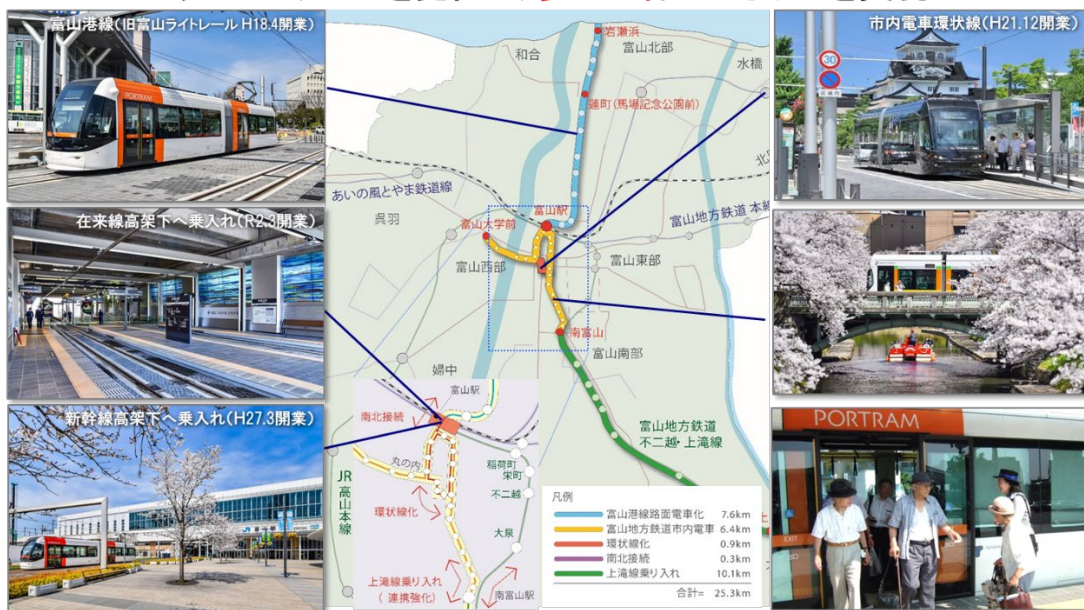 富山港線(旧富山ライトレールH18.4開業)
PORTRAM
在来線高架下へ乗入れ(R2.3開業)
新幹線高架下へ乗入れ(H27.3開業)
岩瀬浜
和合
富山北部
水橋
蓮町(馬場記念公園前)
あいの風とやま鉄道線
呉羽
富山大学前
富山駅
富山地方鉄道 本線
富山西部
富山東部
南富山
富山南部
婦中
富山地方鉄道
不二越・上滝線
JR
高山本線
富山駅
南北接続
丸の内
環状線化
稲荷町
栄町
不二越
大泉
上滝線乗り入れ
(連携強化)
南富山駅
凡例
富山港線路面電車化 7.6km
富山地方鉄道市内電車 6.4km
環状線化 0.9km
南北接続 0.3km
上滝線乗り入れ 10.1km
合計= 25.3km
市内電車環状線(H21.12開業)
30
PORTRAM
EXIT